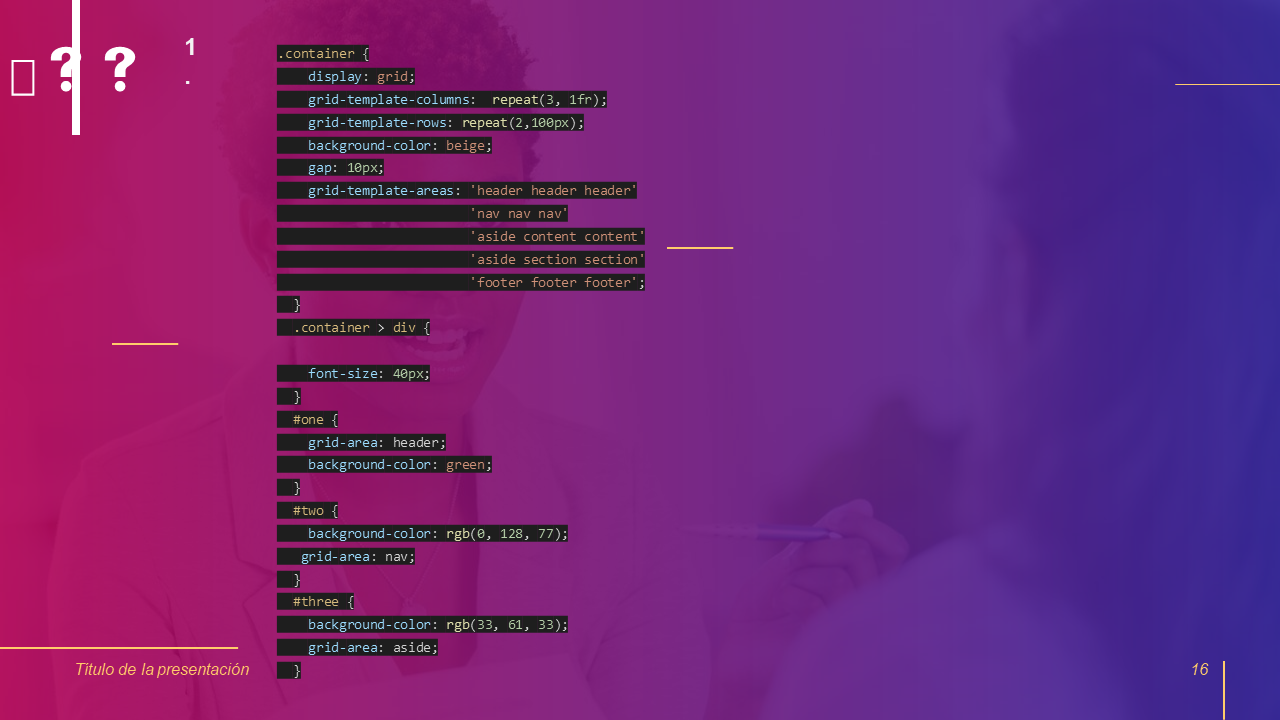 ? ?
1
.
.container {
display: grid;
grid-template-columns:  repeat(3, 1fr);
grid-template-rows: repeat(2,100px);
background-color: beige;
gap: 10px;
grid-template-areas: 'header header header'
'nav nav nav'
'aside content content'
'aside section section'
'footer footer footer';
}
.container > div {
font-size: 40px;
}
#one {
grid-area: header;
background-color: green;
}
#two {
background-color: rgb(0, 128, 77);
grid-area: nav;
}
#three {
background-color: rgb(33, 61, 33);
grid-area: aside;
}
Título de la presentación
16